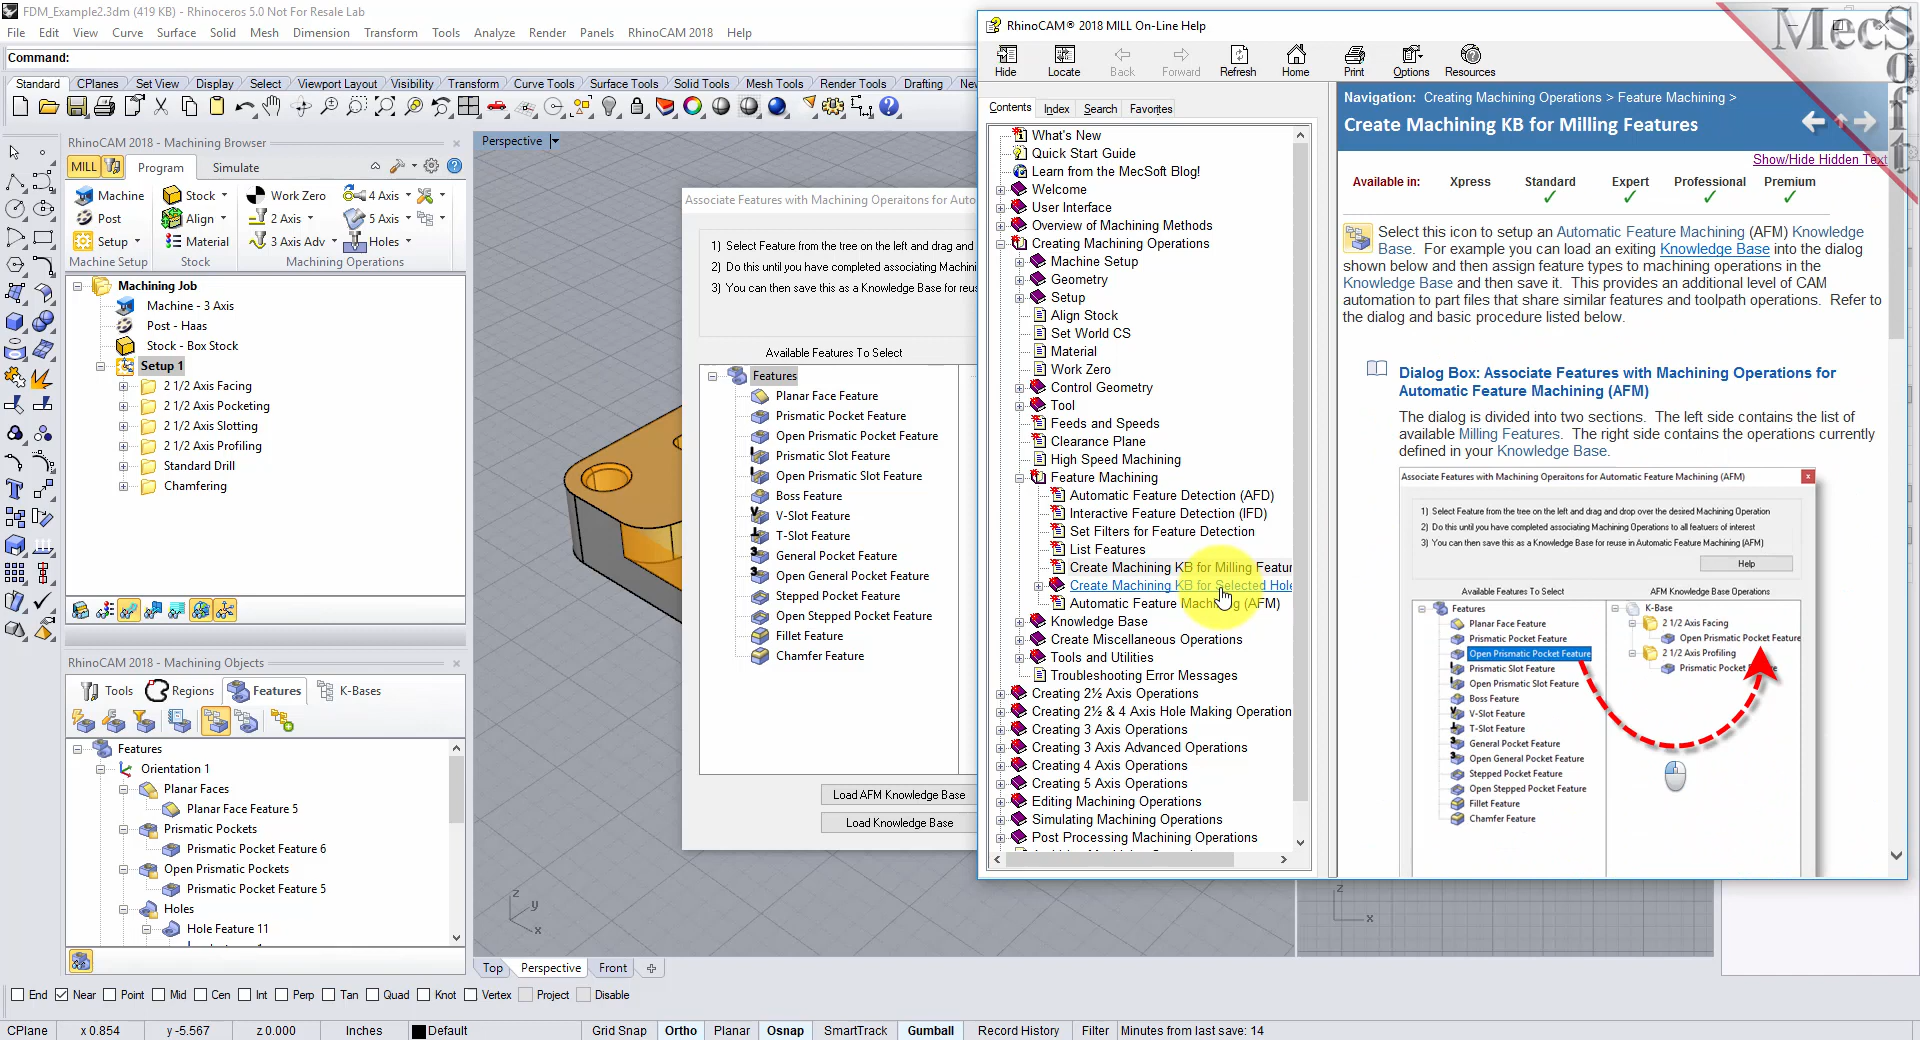 FDM_Example2.3dm (419 KB) - Rhinoceros 5.0 Not For Resale Lab
File Edit View Curve Surface Solid Mesh Dimension Transform Tools Analyze Render Panels RhinoCAM 2018 Help
Command:
Standard CPlanes Set View Display Select Viewport Layout Visibility Transform Curve Tools Surface Tools Solid Tools Mesh Tools Render Tools Drafting
RhinoCAM 2018 - Machining Browser
MILL Program Simulate
Machine Stock Work Zero 4 Axis
Post Align 2 Axis 5 Axis
Setup Material 3 Axis Adv Holes
Machine Setup Stock Machining Operations
Machining Job
Machine - 3 Axis
Post - Haas
Stock - Box Stock
Setup 1
2 1/2 Axis Facing
2 1/2 Axis Pocketing
2 1/2 Axis Slotting
2 1/2 Axis Profiling
Standard Drill
Chamfering
RhinoCAM 2018 - Machining Objects
Tools Regions Features K-Bases
Features
Orientation 1
Planar Faces
Planar Face Feature 5
Prismatic Pockets
Prismatic Pocket Feature 6
Open Prismatic Pockets
Prismatic Pocket Feature 5
Holes
Hole Feature 11
Perspective
Associate Features with Machining Operaitons for Auto
1) Select Feature from the tree on the left and drag and
2) Do this until you have completed associating Machini
3) You can then save this as a Knowledge Base for reus
Available Features To Select
Features
Planar Face Feature
Prismatic Pocket Feature
Open Prismatic Pocket Feature
Prismatic Slot Feature
Open Prismatic Slot Feature
Boss Feature
V-Slot Feature
T-Slot Feature
General Pocket Feature
Open General Pocket Feature
Stepped Pocket Feature
Open Stepped Pocket Feature
Fillet Feature
Chamfer Feature
Load AFM Knowledge Base
Load Knowledge Base
z y x
z x
Top Perspective Front
RhinoCAM® 2018 MILL On-Line Help
Hide Locate Back Forward Refresh Home Print Options Resources
Contents Index Search Favorites
What's New
Quick Start Guide
Learn from the MecSoft Blog!
Welcome
User Interface
Overview of Machining Methods
Creating Machining Operations
Machine Setup
Geometry
Setup
Align Stock
Set World CS
Material
Work Zero
Control Geometry
Tool
Feeds and Speeds
Clearance Plane
High Speed Machining
Feature Machining
Automatic Feature Detection (AFD)
Interactive Feature Detection (IFD)
Set Filters for Feature Detection
List Features
Create Machining KB for Milling Featur
Create Machining KB for Selected Hole
Automatic Feature Machining (AFM)
Knowledge Base
Create Miscellaneous Operations
Tools and Utilities
Troubleshooting Error Messages
Creating 2½ Axis Operations
Creating 2½ & 4 Axis Hole Making Operation
Creating 3 Axis Operations
Creating 3 Axis Advanced Operations
Creating 4 Axis Operations
Creating 5 Axis Operations
Editing Machining Operations
Simulating Machining Operations
Post Processing Machining Operations
Navigation: Creating Machining Operations > Feature Machining >
Create Machining KB for Milling Features
Show/Hide Hidden Text
Available in: Xpress Standard Expert Professional Premium
Select this icon to setup an Automatic Feature Machining (AFM) Knowledge
Base. For example you can load an exiting Knowledge Base into the dialog
shown below and then assign feature types to machining operations in the
Knowledge Base and then save it. This provides an additional level of CAM
automation to part files that share similar features and toolpath operations. Refer to
the dialog and basic procedure listed below.
Dialog Box: Associate Features with Machining Operations for
Automatic Feature Machining (AFM)
The dialog is divided into two sections. The left side contains the list of
available Milling Features. The right side contains the operations currently
defined in your Knowledge Base.
Associate Features with Machining Operaitons for Automatic Feature Machining (AFM)
1) Select Feature from the tree on the left and drag and drop over the desired Machining Operation
2) Do this until you have completed associating Machining Operations to all featuers of interest
3) You can then save this as a Knowledge Base for reuse in Automatic Feature Machining (AFM)
Help
Available Features To Select AFM Knowledge Base Operations
Features
Planar Face Feature
Prismatic Pocket Feature
Open Prismatic Pocket Feature
Prismatic Slot Feature
Open Prismatic Slot Feature
Boss Feature
V-Slot Feature
T-Slot Feature
General Pocket Feature
Open General Pocket Feature
Stepped Pocket Feature
Open Stepped Pocket Feature
Fillet Feature
Chamfer Feature
K-Base
2 1/2 Axis Facing
Open Prismatic Pocket Feature
2 1/2 Axis Profiling
Prismatic
MecSoft
End Near Point Mid Cen Int Perp Tan Quad Knot Vertex Project Disable
CPlane x 0.854 y -5.567 z 0.000 Inches Default Grid Snap Ortho Planar Osnap SmartTrack Gumball Record History Filter Minutes from last save: 14